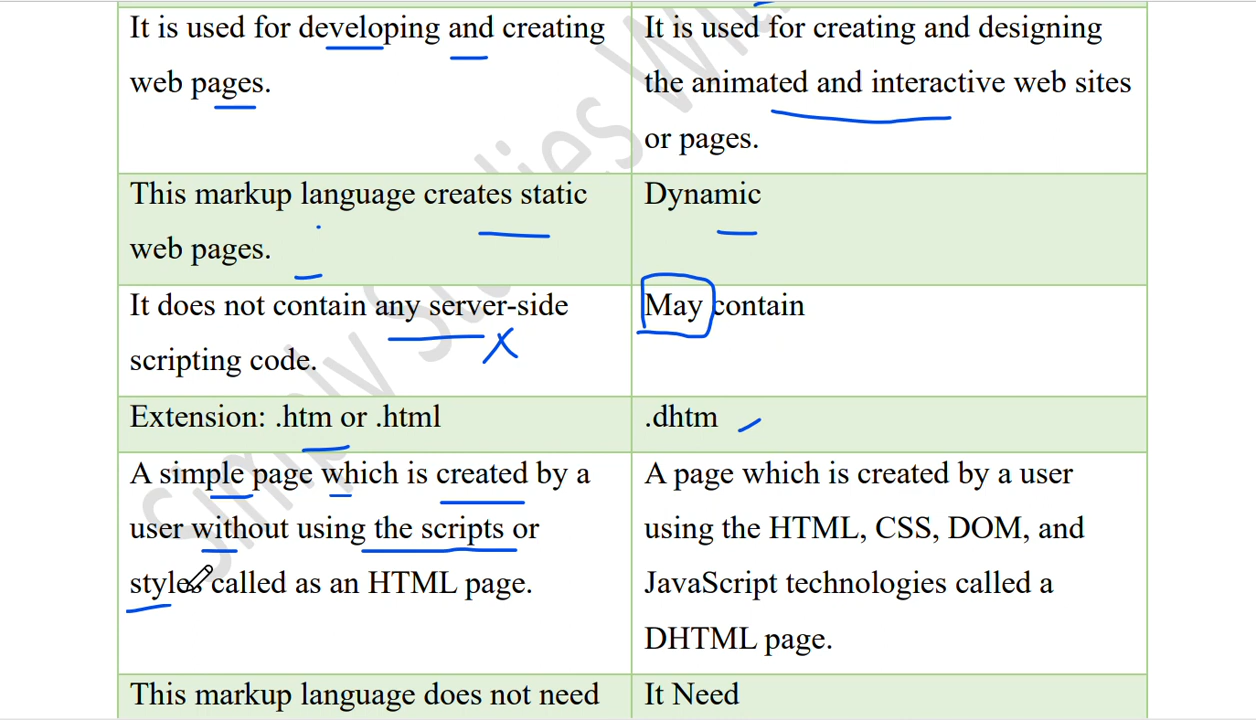 It is used for developing and creating
web pages.
It is used for creating and designing
the animated and interactive web sites
or pages.
This markup language creates static
web pages.
Dynamic
It does not contain any server-side
scripting code.
May contain
Extension: .htm or .html
.dhtm
A simple page which is created by a
user without using the scripts or
styles called as an HTML page.
A page which is created by a user
using the HTML, CSS, DOM, and
JavaScript technologies called a
DHTML page.
This markup language does not need
It Need
Simply Studies